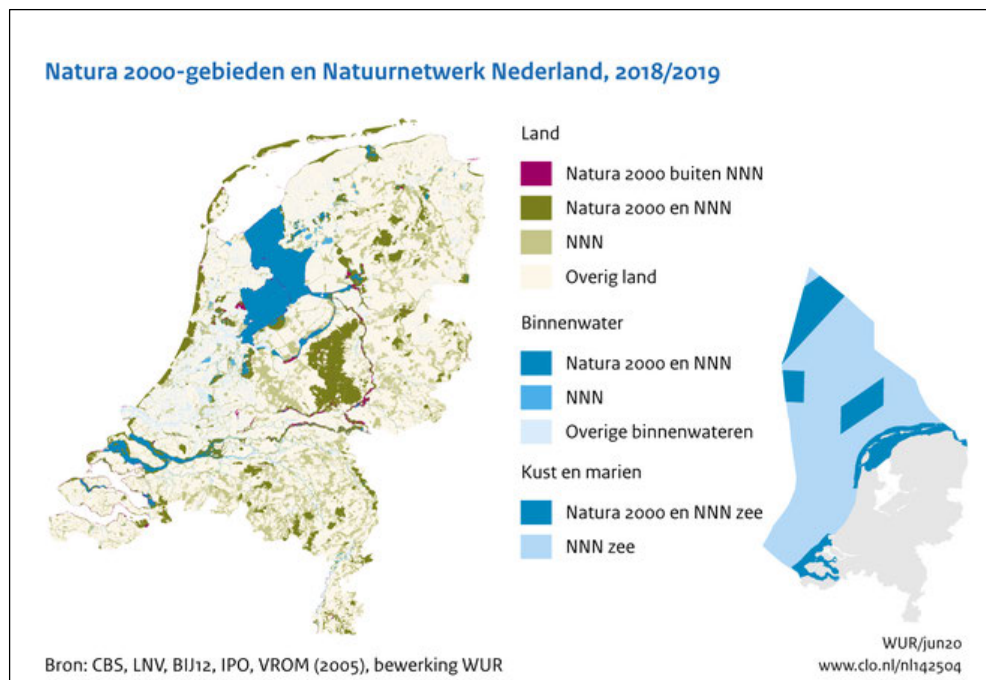 Natura 2000-gebieden en Natuurnetwerk Nederland, 2018/2019
Land
Natura 2000 buiten NNN
Natura 2000 en NNN
NNN
Overig land
Binnenwater
Natura 2000 en NNN
NNN
Overige binnenwateren
Kust en marien
Natura 2000 en NNN zee
NNN zee
WUR/jun20
Bron: CBS, LNV, BIJ12, IPO, VROM (2005), bewerking WUR
www.clo.nl/nl142504